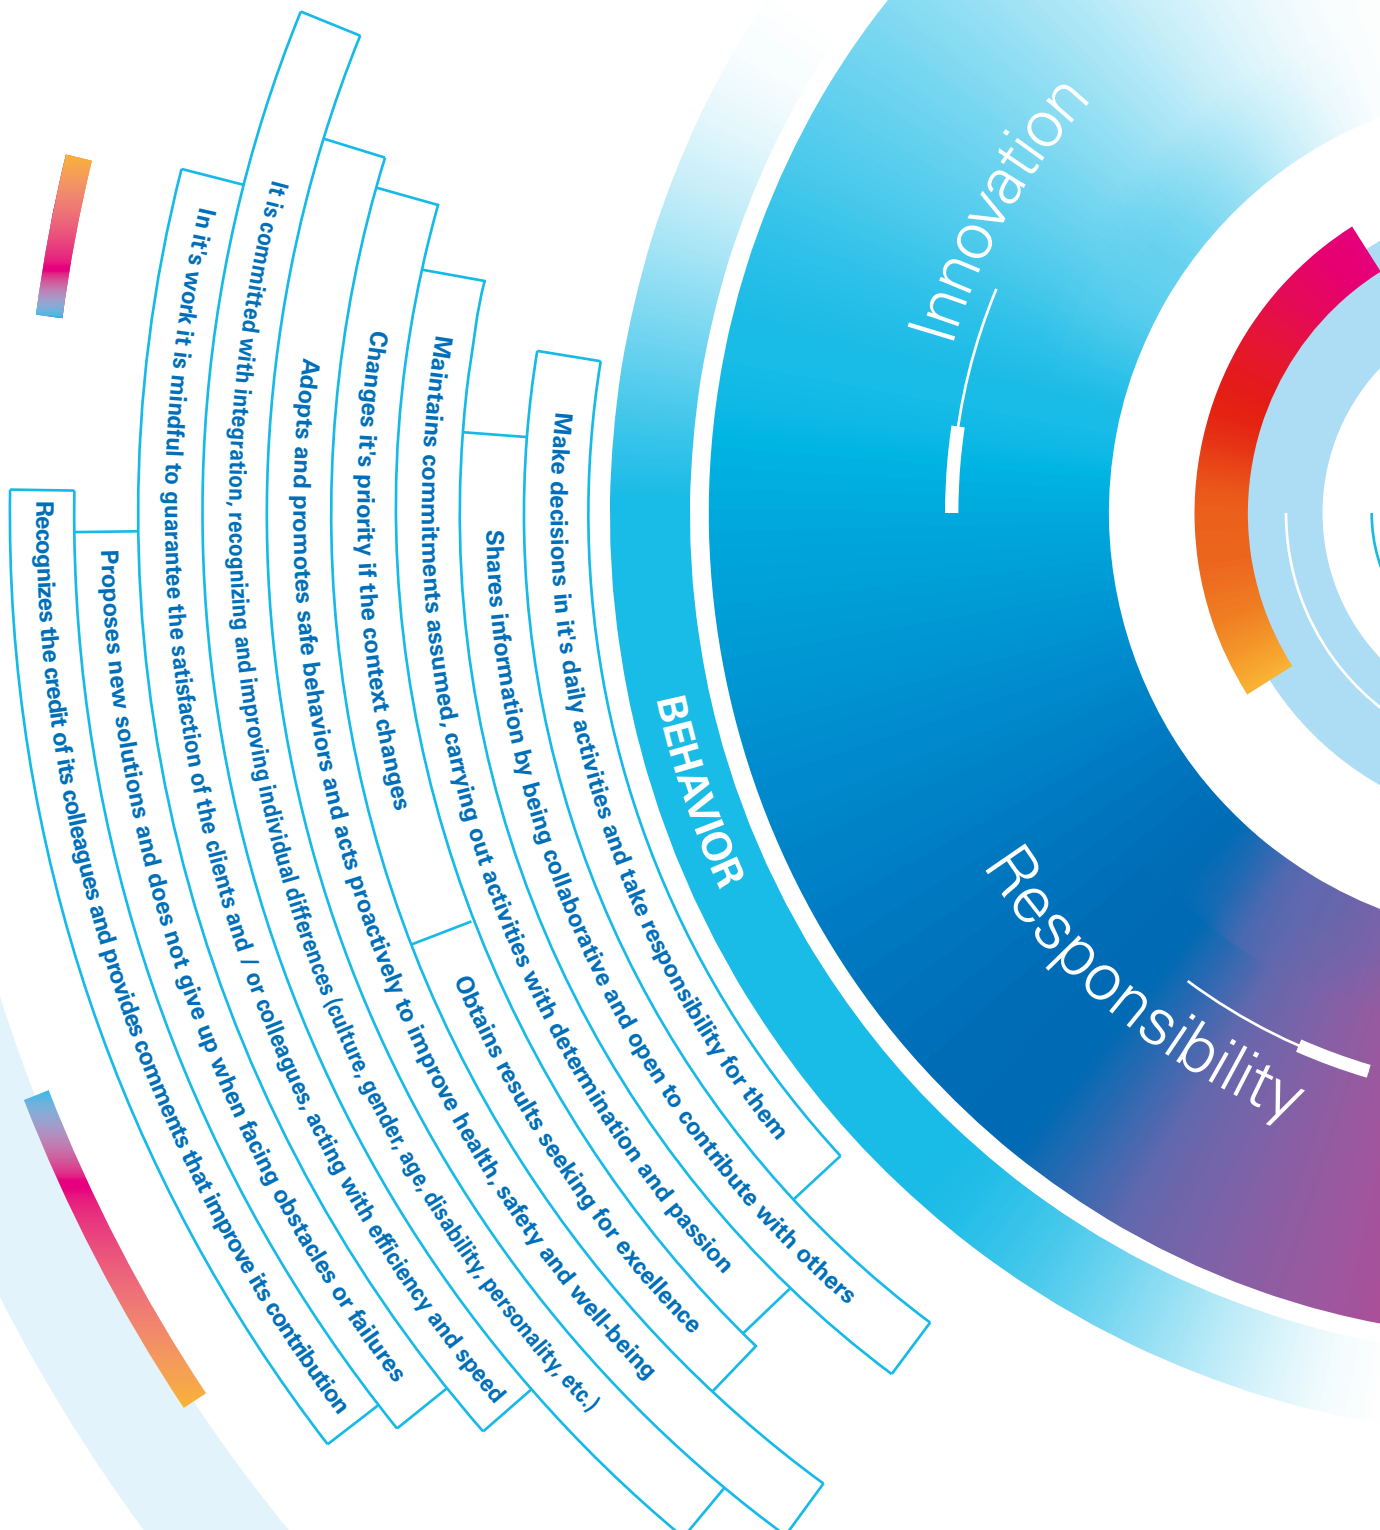 Innovation
Responsibility
BEHAVIOR
Make decisions in it's daily activities and take responsibility for them
Shares information by being collaborative and open to contribute with others
Maintains commitments assumed, carrying out activities with determination and passion
Changes it's priority if the context changes
Obtains results seeking for excellence
Adopts and promotes safe behaviors and acts proactively to improve health, safety and well-being
It is committed with integration, recognizing and improving individual differences (culture, gender, age, disability, personality, etc.)
In it's work it is mindful to guarantee the satisfaction of the clients and / or colleagues, acting with efficiency and speed
Proposes new solutions and does not give up when facing obstacles or failures
Recognizes the credit of its colleagues and provides comments that improve its contribution